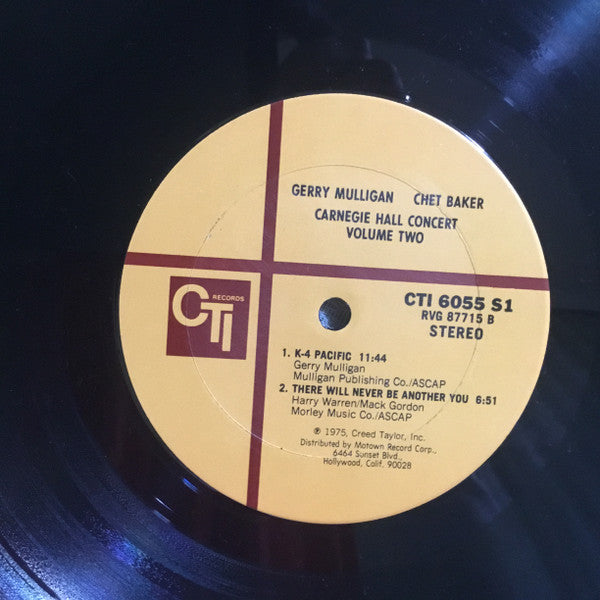 GERRY MULLIGAN CHET BAKER
CARNEGIE HALL CONCERT
VOLUME TWO
CTI RECORDS
CTI 6055 S1
RVG 87715 B
STEREO
1. K-4 PACIFIC 11:44
Gerry Mulligan
Mulligan Publishing Co./ASCAP
2. THERE WILL NEVER BE ANOTHER YOU 6:51
Harry Warren/Mack Gordon
Morley Music Co./ASCAP
℗ 1975, Creed Taylor, Inc.
Distributed by Motown Record Corp.,
6464 Sunset Blvd.,
Hollywood, Calif. 90028